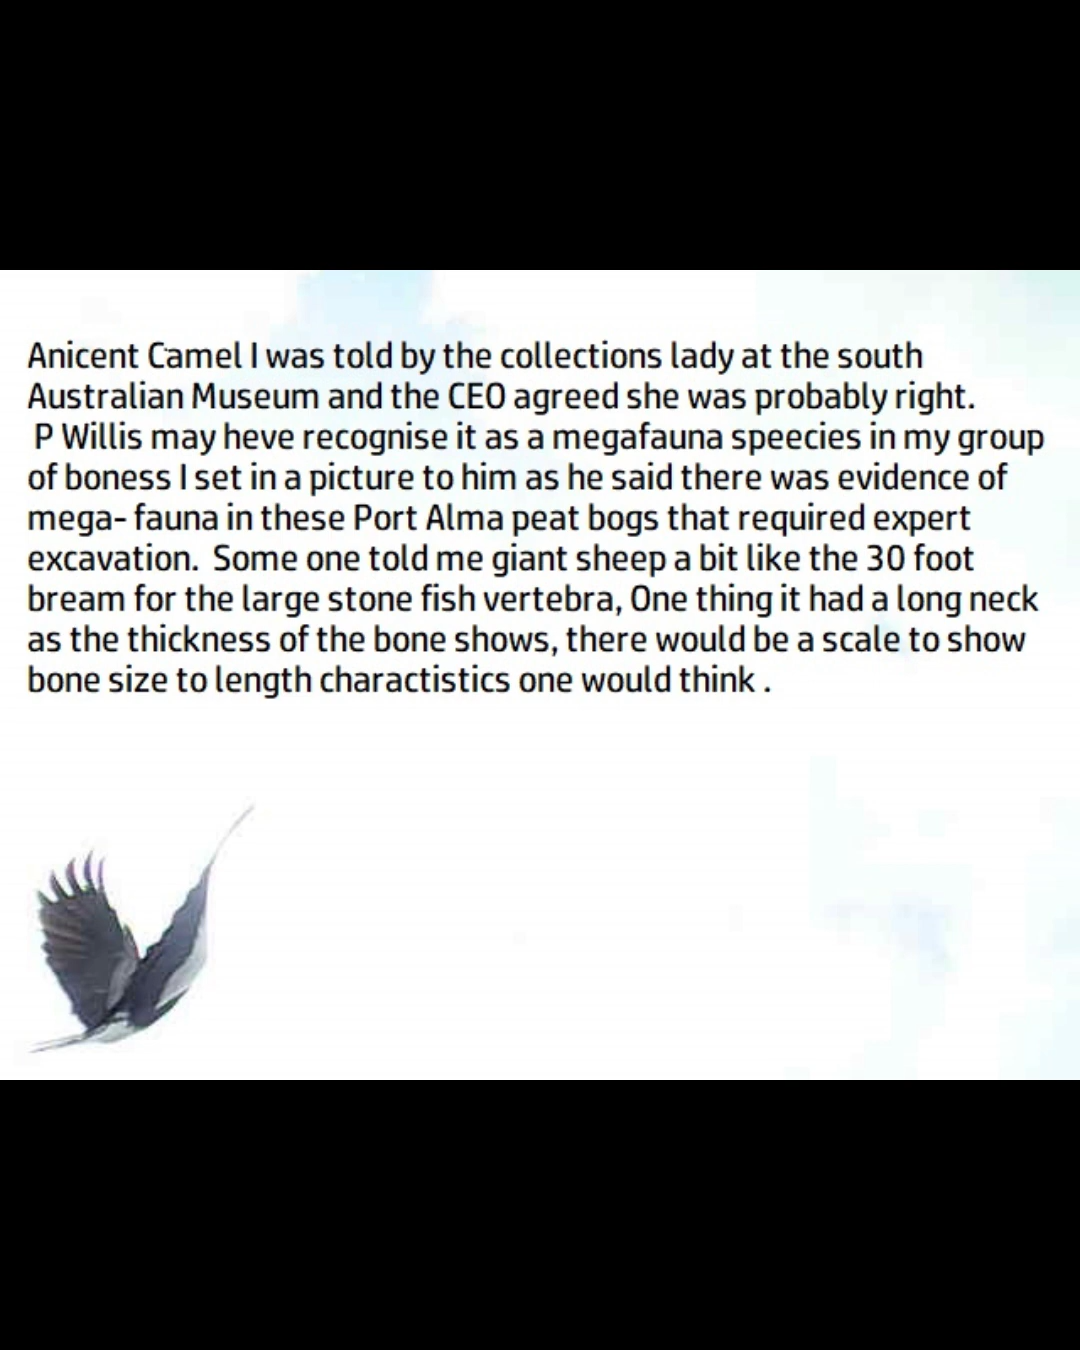 Anicent Camel I was told by the collections lady at the south
Australian Museum and the CEO agreed she was probably right.
P Willis may heve recognise it as a megafauna speecies in my group
of boness I set in a picture to him as he said there was evidence of
mega- fauna in these Port Alma peat bogs that required expert
excavation. Some one told me giant sheep a bit like the 30 foot
bream for the large stone fish vertebra, One thing it had a long neck
as the thickness of the bone shows, there would be a scale to show
bone size to length charactistics one would think .